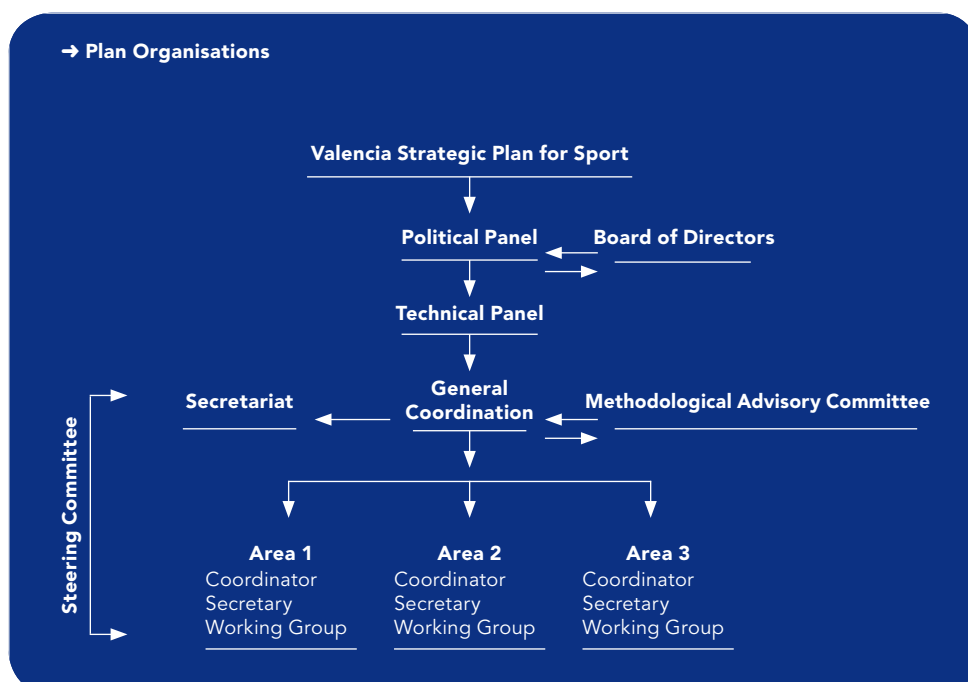 ➜ Plan Organisations
Valencia Strategic Plan for Sport
Political Panel
Board of Directors
Technical Panel
Steering Committee
Secretariat
General
Coordination
Methodological Advisory Committee
Area 1
Coordinator
Secretary
Working Group
Area 2
Coordinator
Secretary
Working Group
Area 3
Coordinator
Secretary
Working Group